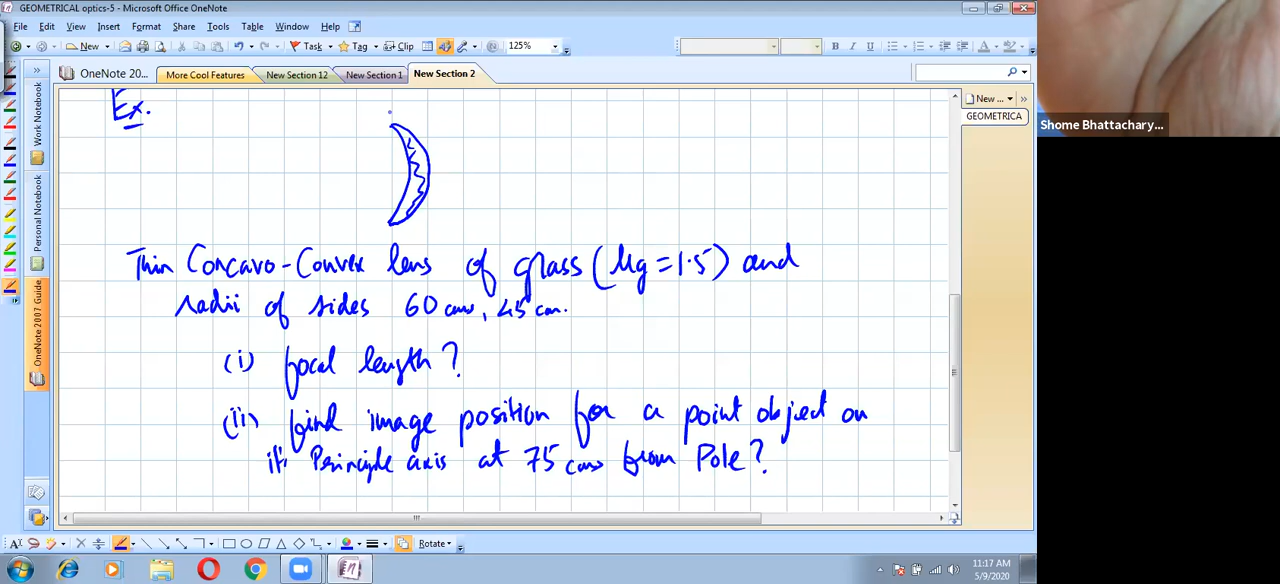 GEOMETRICAL optics-5 - Microsoft Office OneNote
File Edit View Insert Format Share Tools Table Window Help
New Task Tag Clip 125% B I U
OneNote 20... More Cool Features New Section 12 New Section 1 New Section 2
New ...
GEOMETRICA
Shome Bhattachary...
Work Notebook
Personal Notebook
OneNote 2007 Guide
Ex.
Thin Concavo-Convex lens of glass (μg = 1.5) and
radii of sides 60 cms, 45 cm.
(i) focal length?
(ii) find image position for a point object on
it's Perinciple axis at 75 cms from Pole?
Rotate
11:17 AM
5/9/2020